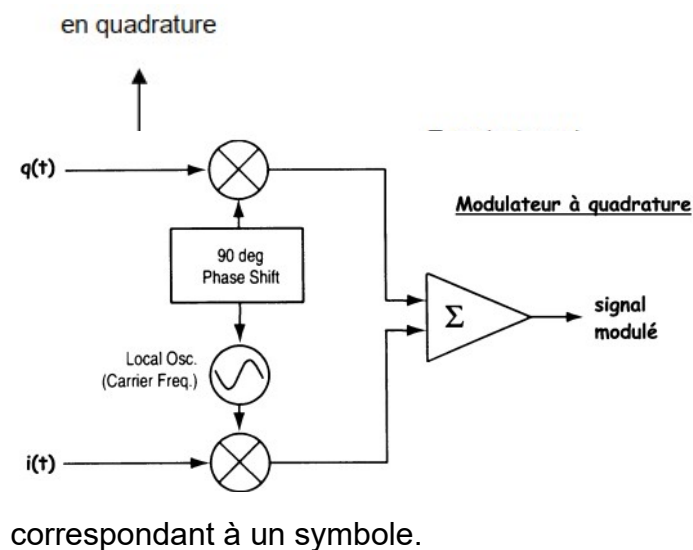 en quadrature
q(t)
Modulateur à quadrature
90 deg
Phase Shift
Σ
signal
modulé
Local Osc.
(Carrier Freq.)
i(t)
correspondant à un symbole.